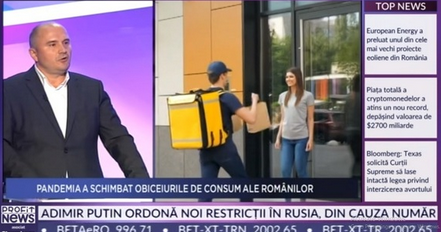 TOP NEWS
European Energy a
preluat unul din cele
mai vechi proiecte
eoliene din România
Piața totală a
cryptomonedelor a
atins un nou record,
depășind valoarea de
$2700 miliarde
Bloomberg: Texas
solicită Curții
Supreme să lase
intactă legea privind
interzicerea avortului
PANDEMIA A SCHIMBAT OBICEIURILE DE CONSUM ALE ROMÂNILOR
PROFIT
NEWS
ADIMIR PUTIN ORDONĂ NOI RESTRICȚII ÎN RUSIA, DIN CAUZA NUMĂR
BETAeRO 996,71 • BET-XT-TRN 2002,65 • BET-XT-TR 2002,65